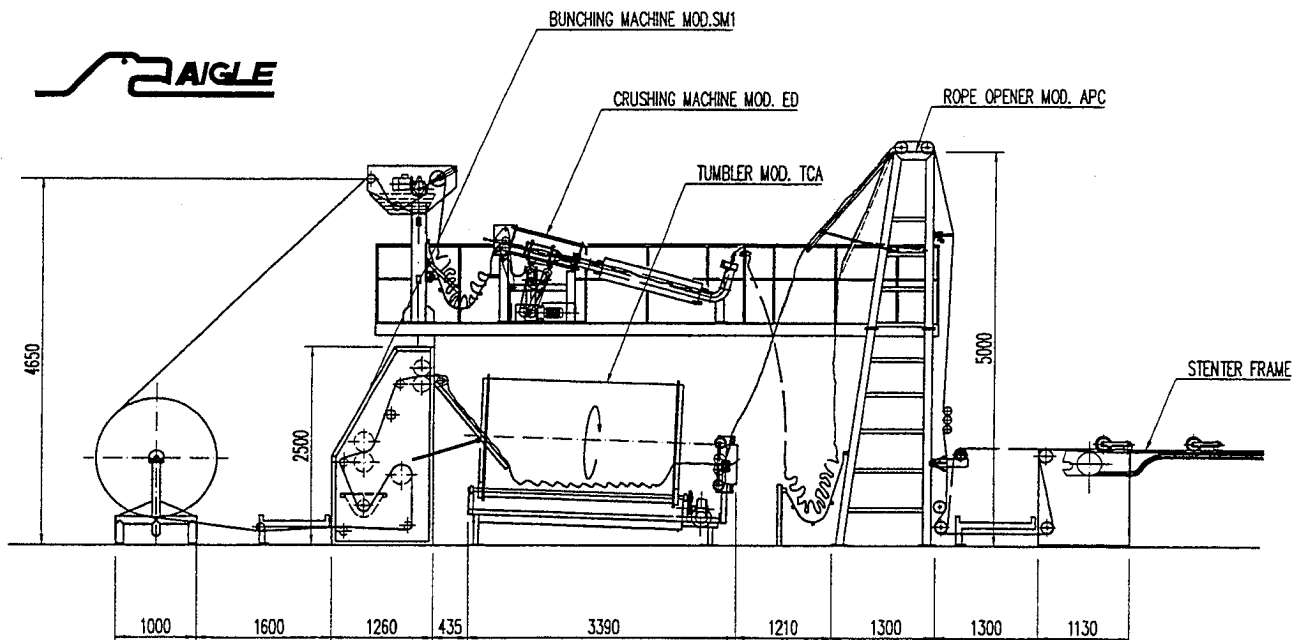 BUNCHING MACHINE MOD.SM1
AIGLE
CRUSHING MACHINE MOD. ED
ROPE OPENER MOD. APC
TUMBLER MOD. TCA
STENTER FRAME
4650
2500
5000
1000 1600 1260 435 3390 1210 1300 1300 1130